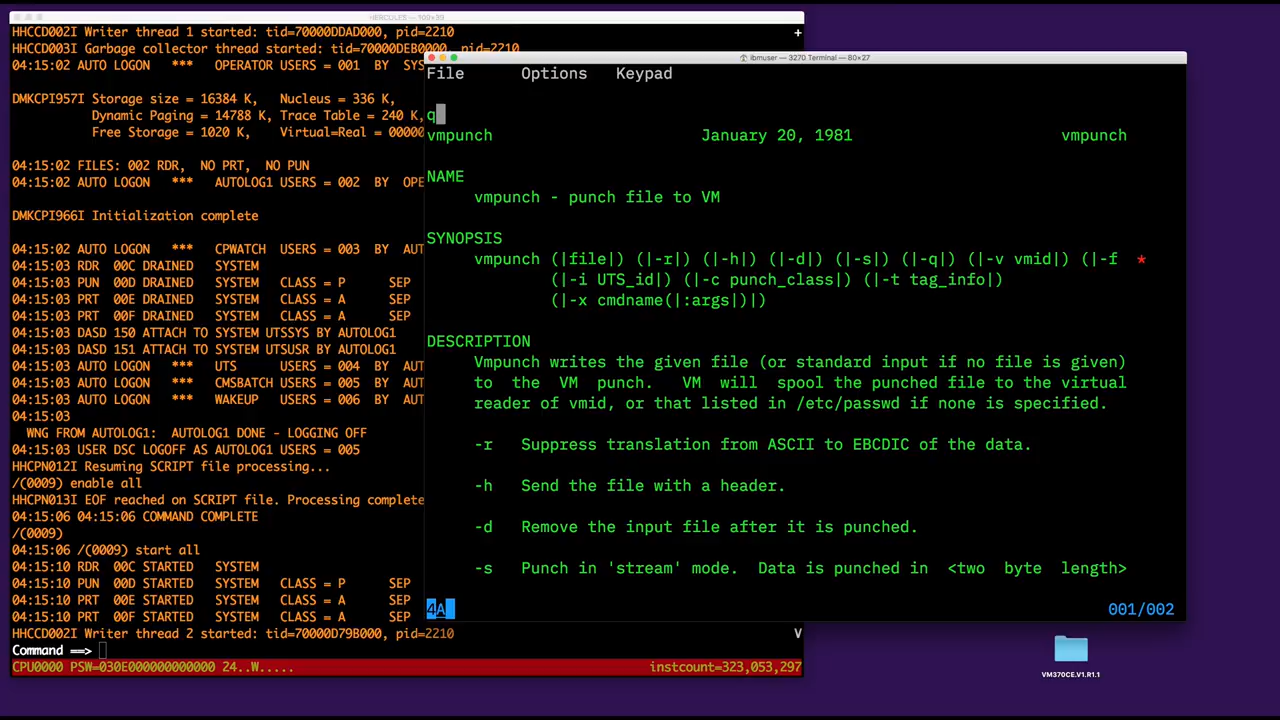 HERCULES — 100×39
HHCCD002I Writer thread 1 started: tid=70000DDAD000, pid=2210
+
HHCCD003I Garbage collector thread started: tid=70000DEB0000, pid=2210
04:15:02 AUTO LOGON   ***   OPERATOR USERS = 001  BY  SYS
DMKCPI957I Storage size = 16384 K,   Nucleus = 336 K,
Dynamic Paging = 14788 K, Trace Table = 240 K,
Free Storage = 1020 K,   Virtual=Real = 00000
04:15:02 FILES: 002 RDR,  NO PRT,  NO PUN
04:15:02 AUTO LOGON   ***   AUTOLOG1 USERS = 002  BY  OPE
DMKCPI966I Initialization complete
04:15:02 AUTO LOGON   ***   CPWATCH  USERS = 003  BY  AUT
04:15:03 RDR  00C DRAINED   SYSTEM
04:15:03 PUN  00D DRAINED   SYSTEM   CLASS = P      SEP
04:15:03 PRT  00E DRAINED   SYSTEM   CLASS = A      SEP
04:15:03 PRT  00F DRAINED   SYSTEM   CLASS = A      SEP
04:15:03 DASD 150 ATTACH TO SYSTEM UTSSYS BY AUTOLOG1
04:15:03 DASD 151 ATTACH TO SYSTEM UTSUSR BY AUTOLOG1
04:15:03 AUTO LOGON   ***   UTS      USERS = 004  BY  AUT
04:15:03 AUTO LOGON   ***   CMSBATCH USERS = 005  BY  AUT
04:15:03 AUTO LOGON   ***   WAKEUP   USERS = 006  BY  AUT
04:15:03
WNG FROM AUTOLOG1:  AUTOLOG1 DONE - LOGGING OFF
04:15:03 USER DSC LOGOFF AS AUTOLOG1 USERS = 005
HHCPN012I Resuming SCRIPT file processing...
/(0009) enable all
HHCPN013I EOF reached on SCRIPT file. Processing complete
04:15:06 04:15:06 COMMAND COMPLETE
/(0009)
04:15:06 /(0009) start all
04:15:10 RDR  00C STARTED   SYSTEM
04:15:10 PUN  00D STARTED   SYSTEM   CLASS = P      SEP
04:15:10 PRT  00E STARTED   SYSTEM   CLASS = A      SEP
04:15:10 PRT  00F STARTED   SYSTEM   CLASS = A      SEP
HHCCD002I Writer thread 2 started: tid=70000D79B000, pid=2210
V
Command ==>
CPU0000 PSW=030E000000000000 24..W.....   instcount=323,053,297
ibmuser — 3270 Terminal — 80×27
File      Options   Keypad
q
vmpunch   January 20, 1981   vmpunch
NAME
vmpunch - punch file to VM
SYNOPSIS
vmpunch (|file|) (|-r|) (|-h|) (|-d|) (|-s|) (|-q|) (|-v vmid|) (|-f  *
(|-i UTS_id|) (|-c punch_class|) (|-t tag_info|)
(|-x cmdname(|:args|)|)
DESCRIPTION
Vmpunch writes the given file (or standard input if no file is given)
to  the  VM  punch.   VM  will  spool the punched file to the virtual
reader of vmid, or that listed in /etc/passwd if none is specified.
-r   Suppress translation from ASCII to EBCDIC of the data.
-h   Send the file with a header.
-d   Remove the input file after it is punched.
-s   Punch in 'stream' mode.  Data is punched in  <two  byte  length>
4A   001/002
VM370CE.V1.R1.1